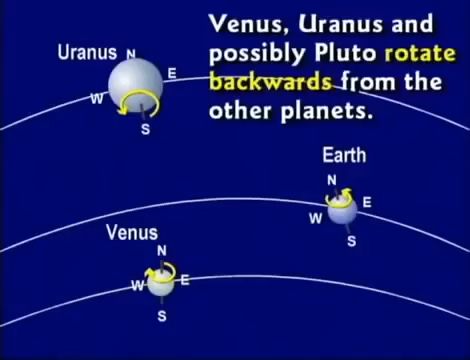 Venus, Uranus and
possibly Pluto rotate
backwards from the
other planets.
Uranus
N
E
W
S
Earth
N
E
W
S
Venus
N
W
E
S